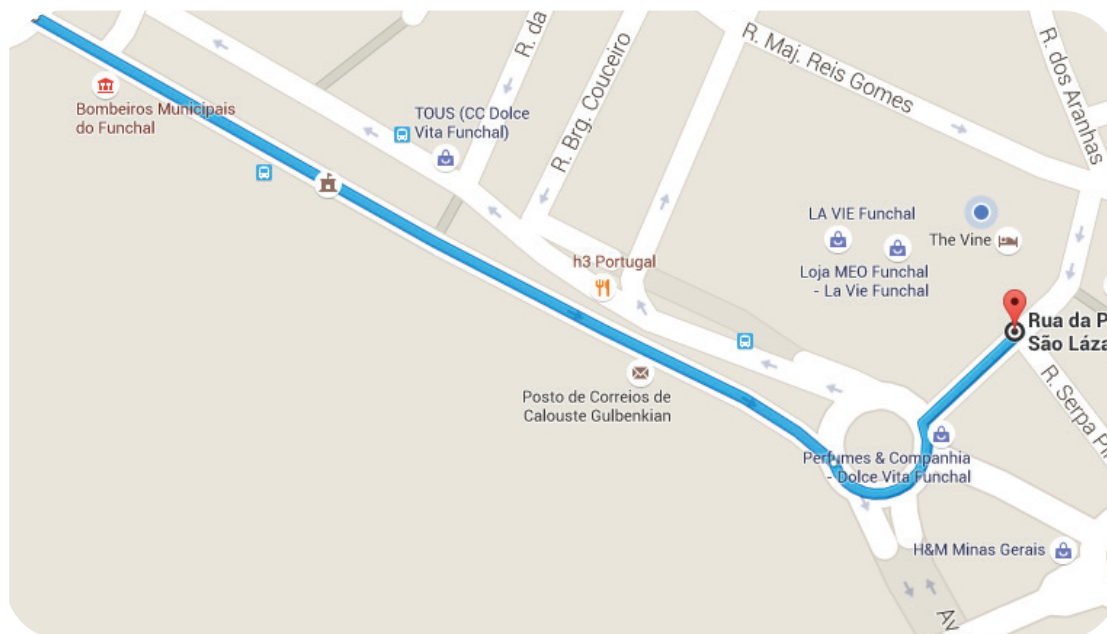 R. da
R. Brg. Couceiro
R. Maj. Reis Gomes
R. dos Aranhas
Bombeiros Municipais
do Funchal
TOUS (CC Dolce
Vita Funchal)
LA VIE Funchal
The Vine
h3 Portugal
Loja MEO Funchal
- La Vie Funchal
Rua da P
São Láza
R. Serpa Pi
Posto de Correios de
Calouste Gulbenkian
Perfumes & Companhia
- Dolce Vita Funchal
H&M Minas Gerais
Av